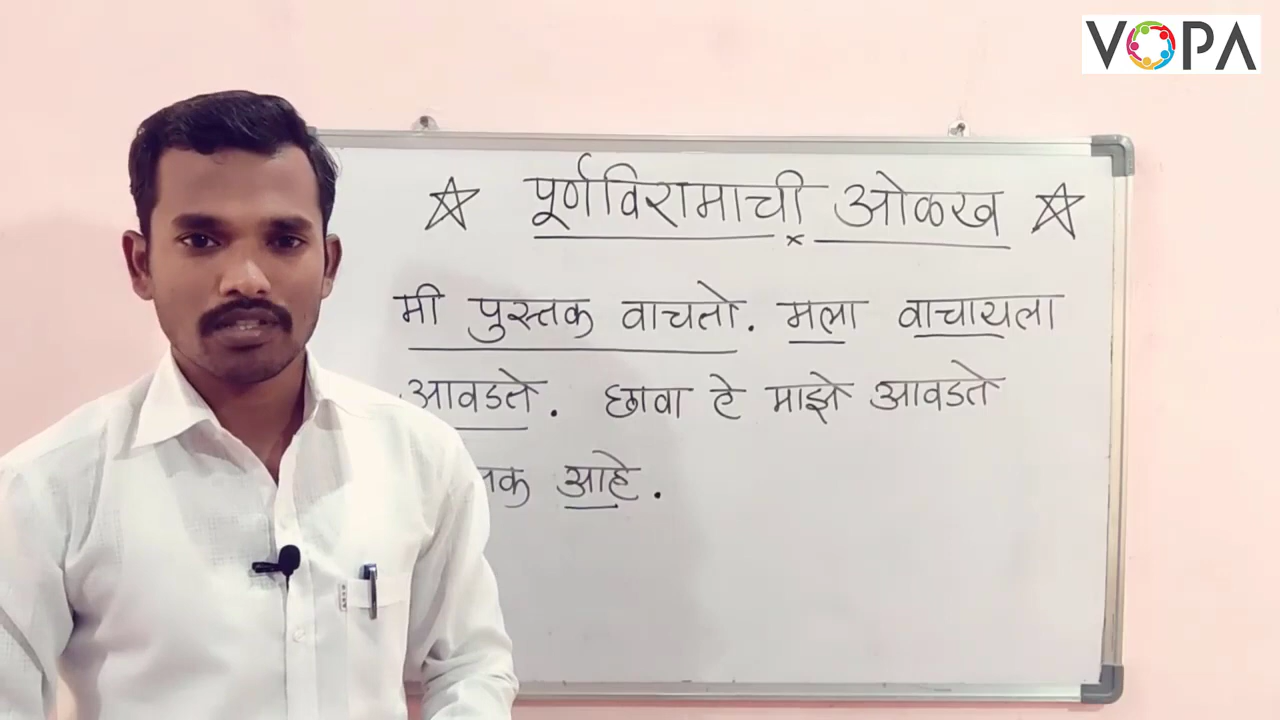 VOPA
☆ पूर्णविरामाची ओळख ☆
मी पुस्तक वाचतो. मला वाचायला
आवडते. छावा हे माझे आवडते
आहे.